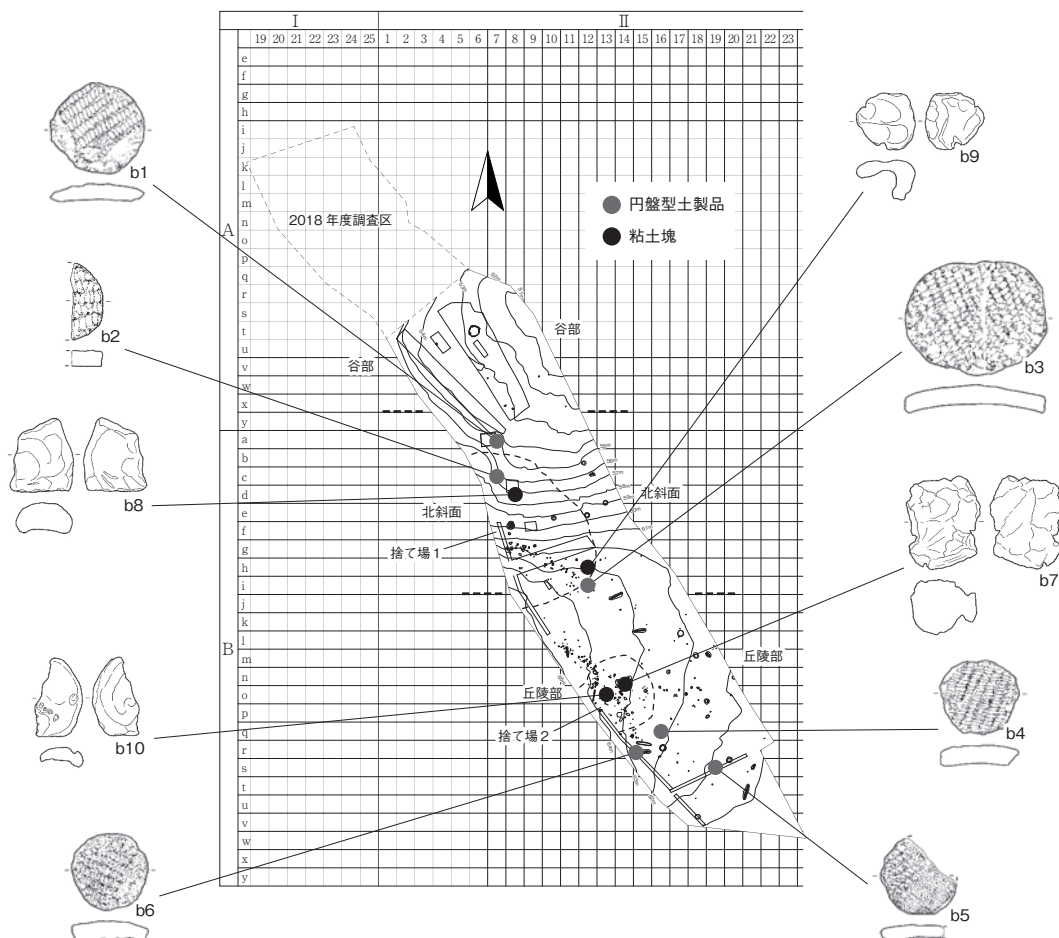 I II
19 20 21 22 23 24 25 1 2 3 4 5 6 7 8 9 10 11 12 13 14 15 16 17 18 19 20 21 22 23
A
e
f
g
h
i
j
k
l
m
n
o
p
q
r
s
t
u
v
w
x
y
B
a
b
c
d
e
f
g
h
i
j
k
l
m
n
o
p
q
r
s
t
u
v
w
x
y
2018 年度調査区
円盤型土製品
粘土塊
谷部
谷部
北斜面
北斜面
捨て場1
丘陵部
丘陵部
捨て場2
b1
b2
b8
b10
b6
b9
b3
b7
b4
b5